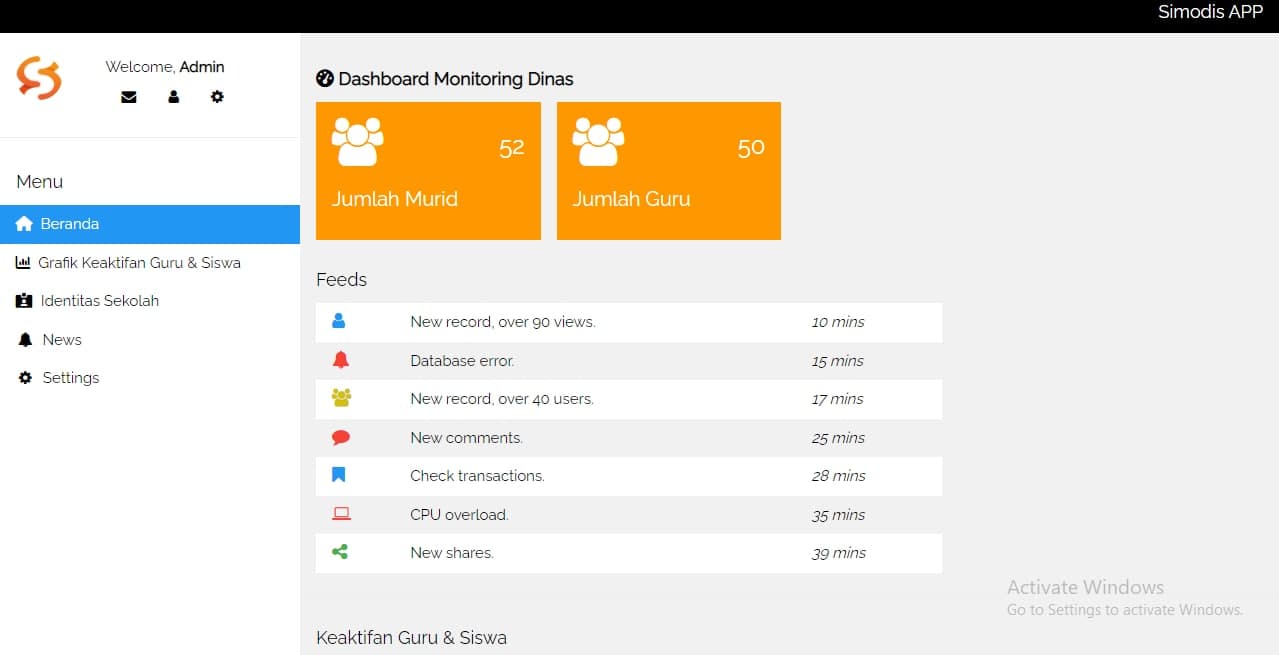 Simodis APP
Welcome, Admin
Menu
Beranda
Grafik Keaktifan Guru & Siswa
Identitas Sekolah
News
Settings
Dashboard Monitoring Dinas
52
Jumlah Murid
50
Jumlah Guru
Feeds
New record, over 90 views. 10 mins
Database error. 15 mins
New record, over 40 users. 17 mins
New comments. 25 mins
Check transactions. 28 mins
CPU overload. 35 mins
New shares. 39 mins
Keaktifan Guru & Siswa
Activate Windows
Go to Settings to activate Windows.